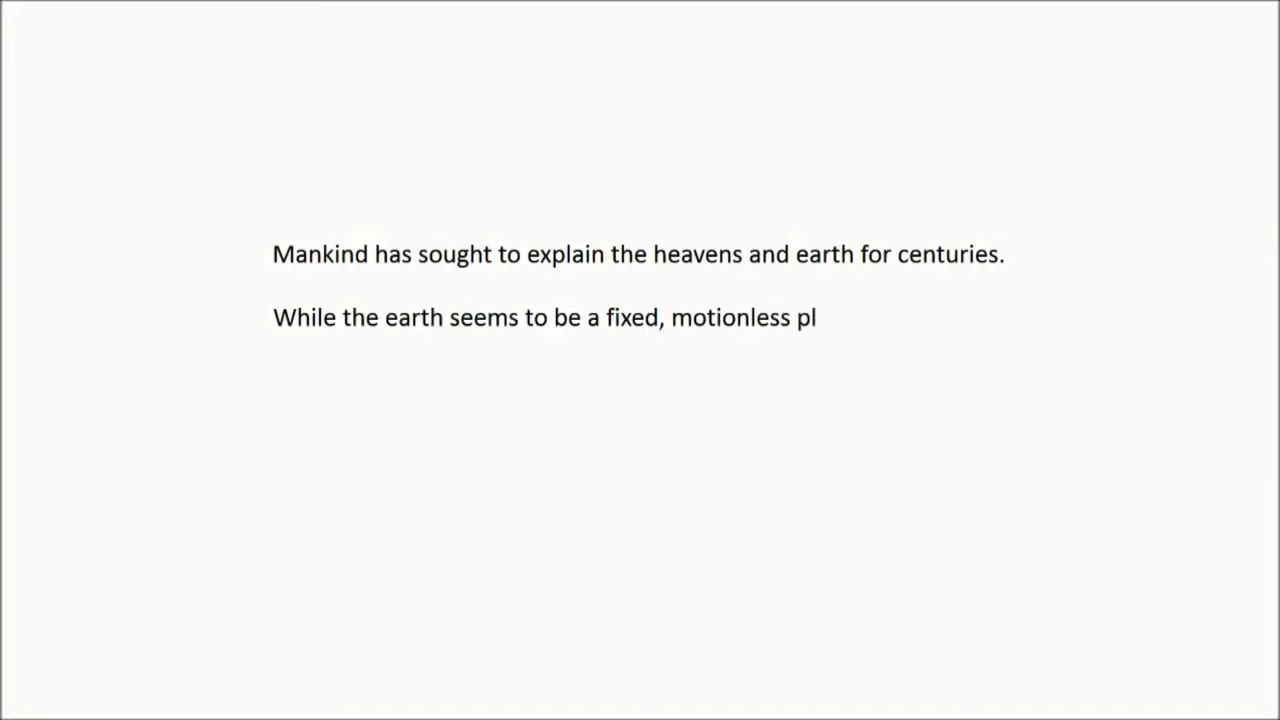 Mankind has sought to explain the heavens and earth for centuries.
While the earth seems to be a fixed, motionless pl